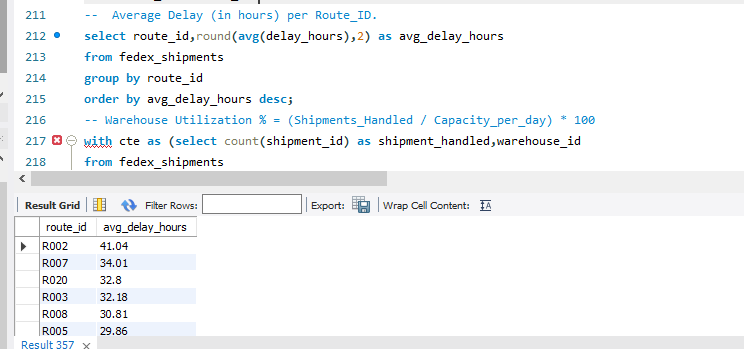 211 -- Average Delay (in hours) per Route_ID.
212 select route_id,round(avg(delay_hours),2) as avg_delay_hours
213 from fedex_shipments
214 group by route_id
215 order by avg_delay_hours desc;
216 -- Warehouse Utilization % = (Shipments_Handled / Capacity_per_day) * 100
217 with cte as (select count(shipment_id) as shipment_handled,warehouse_id
218 from fedex_shipments
Result Grid Filter Rows: Export: Wrap Cell Content:
route_id avg_delay_hours
R002 41.04
R007 34.01
R020 32.8
R003 32.18
R008 30.81
R005 29.86
Result 357 ×